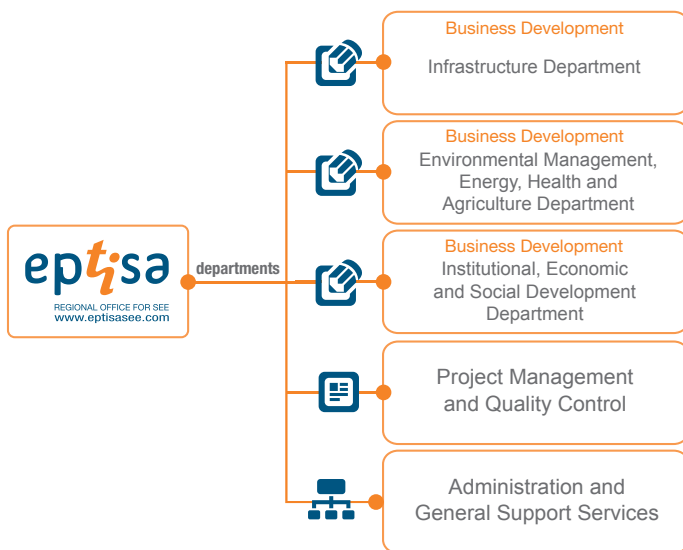 eptisa
REGIONAL OFFICE FOR SEE
www.eptisasee.com
departments
Business Development
Infrastructure Department
Business Development
Environmental Management,
Energy, Health and
Agriculture Department
Business Development
Institutional, Economic
and Social Development
Department
Project Management
and Quality Control
Administration and
General Support Services